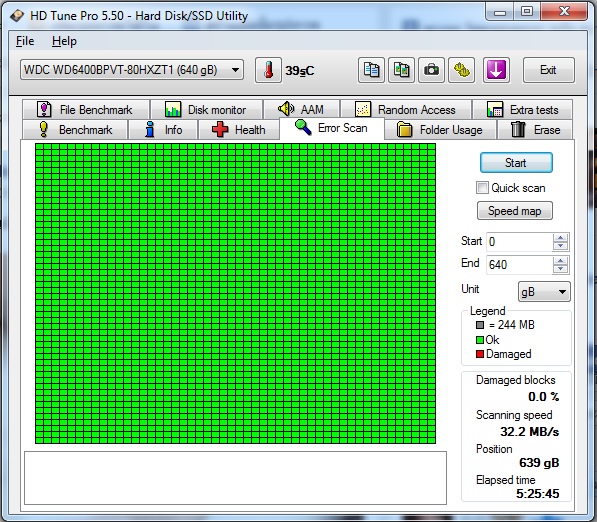 HD Tune Pro 5.50 - Hard Disk/SSD Utility
File Help
WDC WD6400BPVT-80HXZT1 (640 gB) 39şC Exit
File Benchmark Disk monitor AAM Random Access Extra tests
Benchmark Info Health Error Scan Folder Usage Erase
Start
Quick scan
Speed map
Start 0
End 640
Unit gB
Legend
= 244 MB
Ok
Damaged
Damaged blocks
0.0 %
Scanning speed
32.2 MB/s
Position
639 gB
Elapsed time
5:25:45